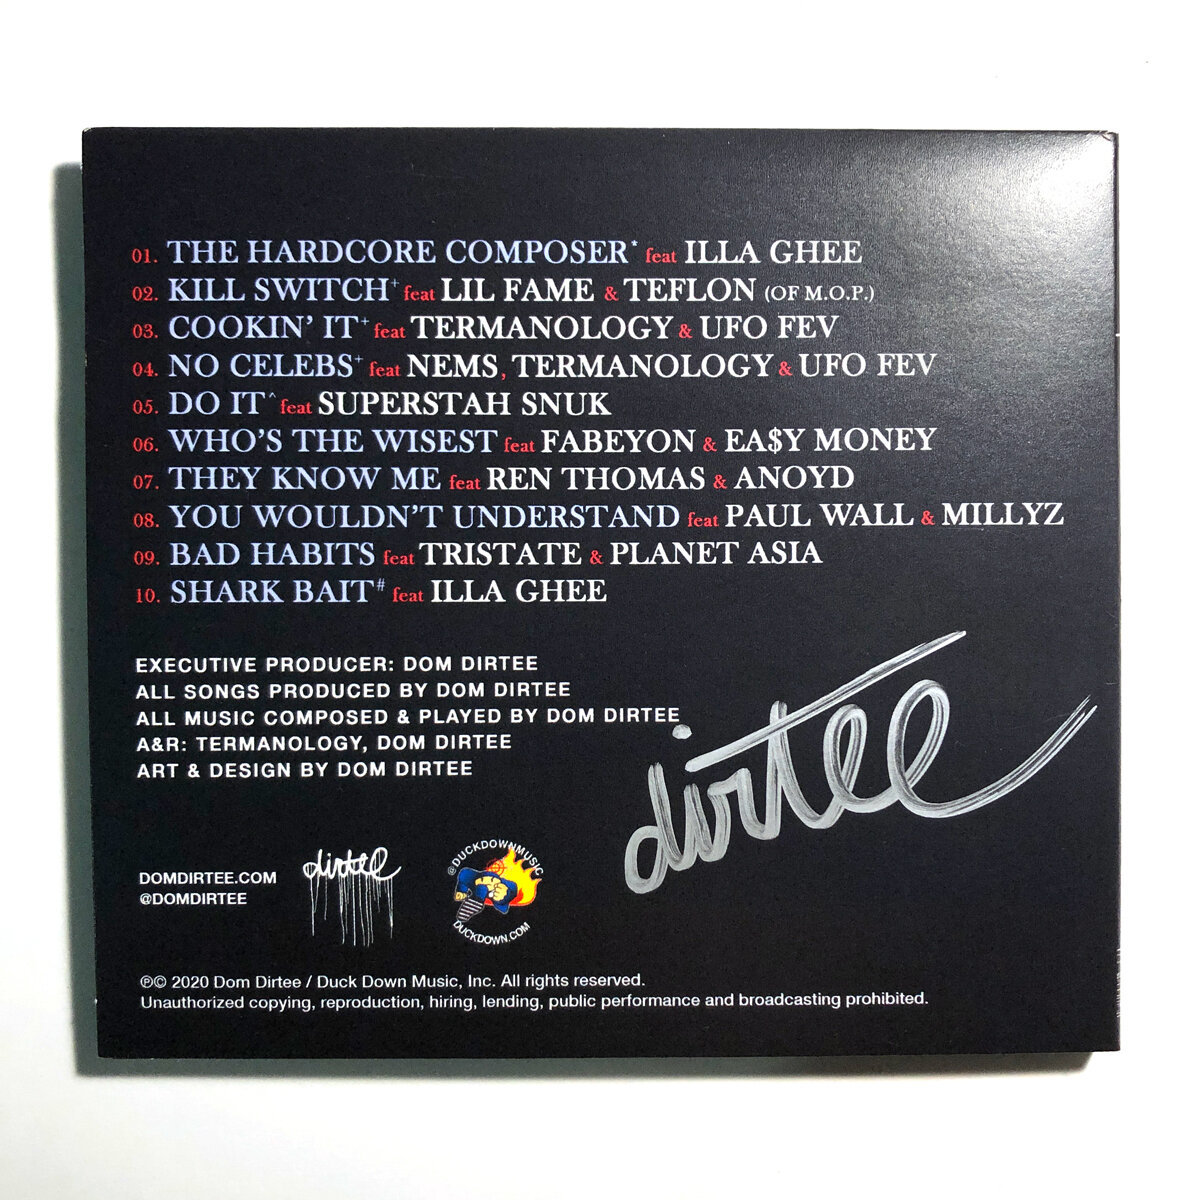 01. THE HARDCORE COMPOSER* feat ILLA GHEE
02. KILL SWITCH+ feat LIL FAME & TEFLON (OF M.O.P.)
03. COOKIN' IT+ feat TERMANOLOGY & UFO FEV
04. NO CELEBS+ feat NEMS, TERMANOLOGY & UFO FEV
05. DO IT^ feat SUPERSTAH SNUK
06. WHO'S THE WISEST feat FABEYON & EA$Y MONEY
07. THEY KNOW ME feat REN THOMAS & ANOYD
08. YOU WOULDN'T UNDERSTAND feat PAUL WALL & MILLYZ
09. BAD HABITS feat TRISTATE & PLANET ASIA
10. SHARK BAIT# feat ILLA GHEE
EXECUTIVE PRODUCER: DOM DIRTEE
ALL SONGS PRODUCED BY DOM DIRTEE
ALL MUSIC COMPOSED & PLAYED BY DOM DIRTEE
A&R: TERMANOLOGY, DOM DIRTEE
ART & DESIGN BY DOM DIRTEE
dirtee
DOMDIRTEE.COM
@DOMDIRTEE
dirtee
@DUCKDOWNMUSIC
DUCKDOWN.COM
℗© 2020 Dom Dirtee / Duck Down Music, Inc. All rights reserved.
Unauthorized copying, reproduction, hiring, lending, public performance and broadcasting prohibited.